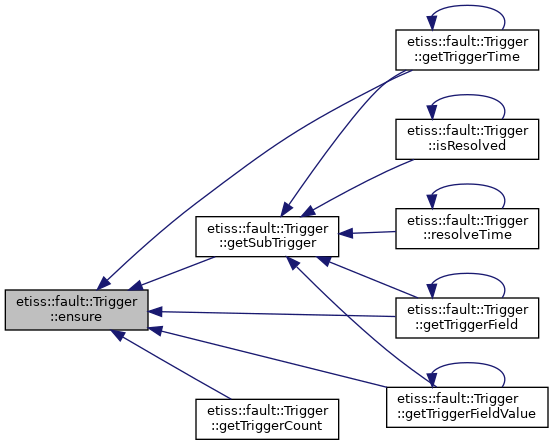 etiss::fault::Trigger
::getTriggerTime
etiss::fault::Trigger
::isResolved
etiss::fault::Trigger
::getSubTrigger
etiss::fault::Trigger
::resolveTime
etiss::fault::Trigger
::ensure
etiss::fault::Trigger
::getTriggerField
etiss::fault::Trigger
::getTriggerFieldValue
etiss::fault::Trigger
::getTriggerCount